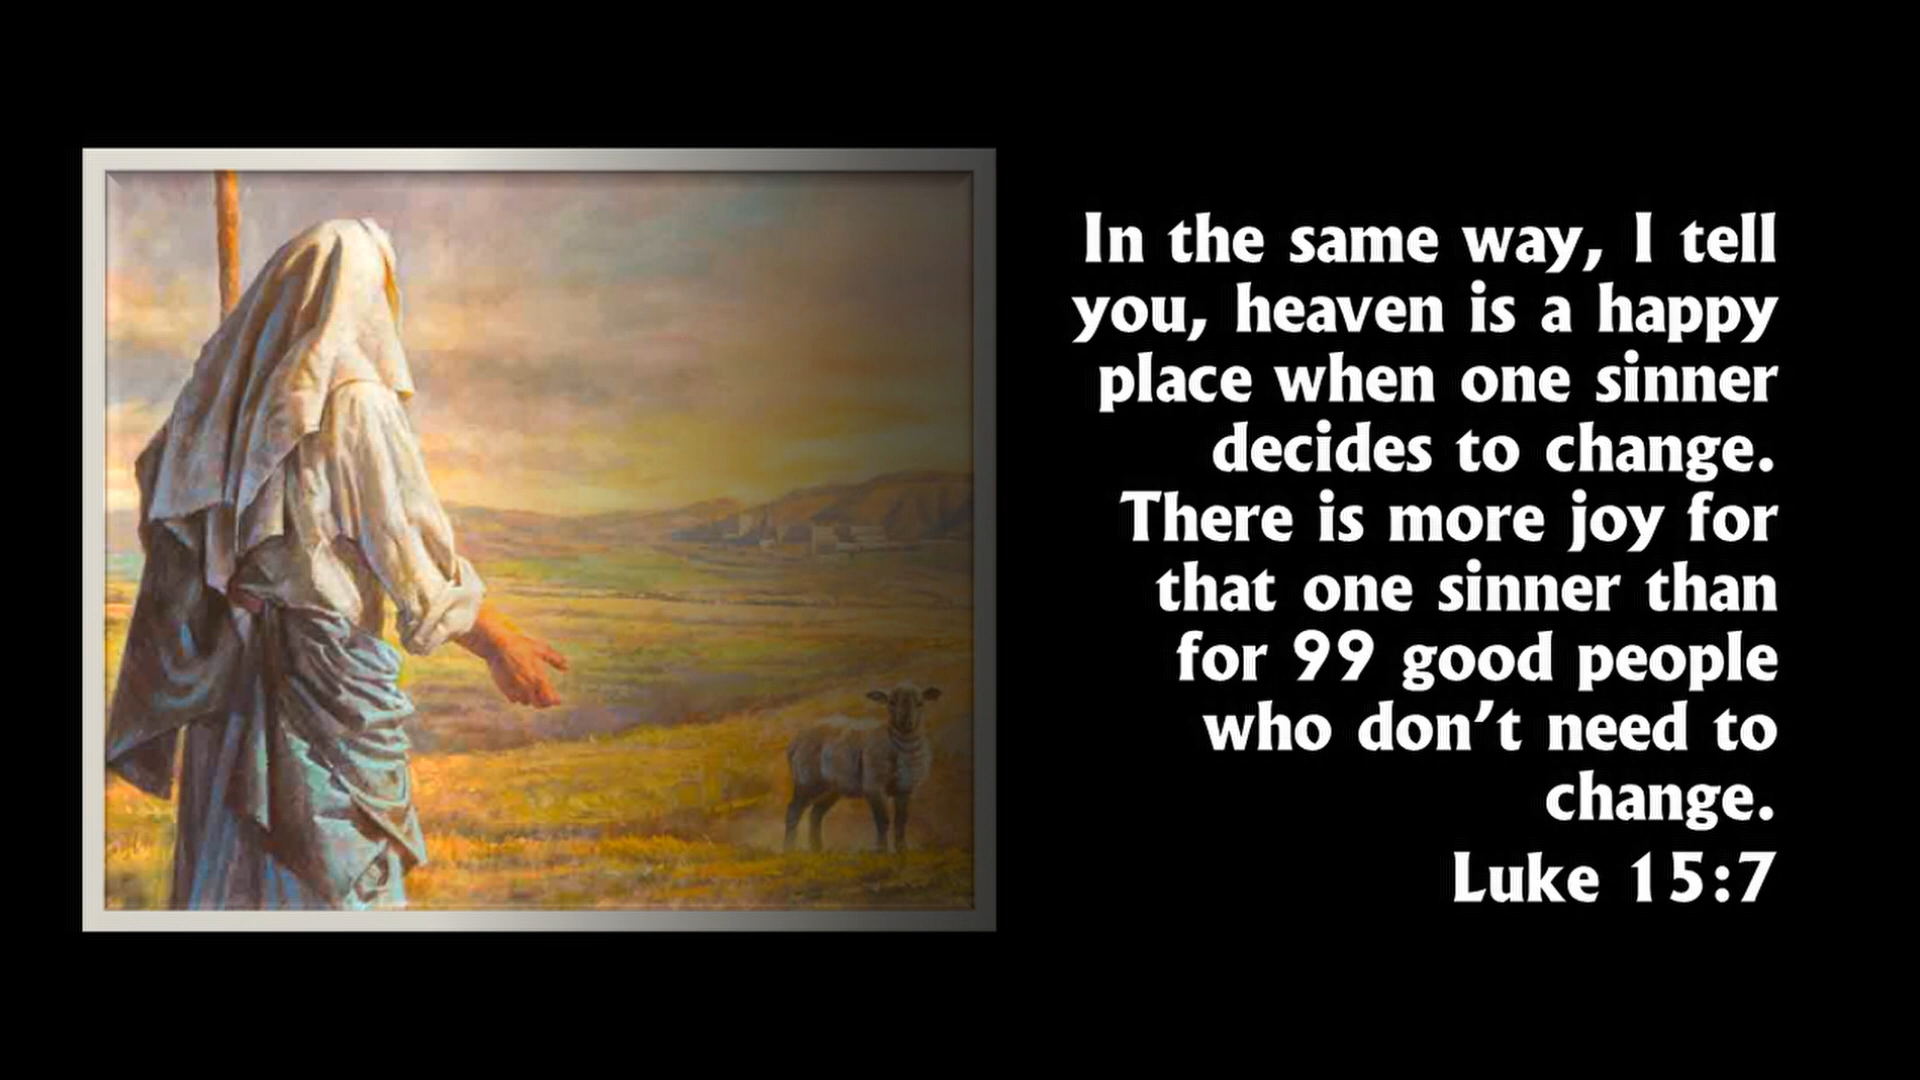 In the same way, I tell
you, heaven is a happy
place when one sinner
decides to change.
There is more joy for
that one sinner than
for 99 good people
who don’t need to
change.
Luke 15:7